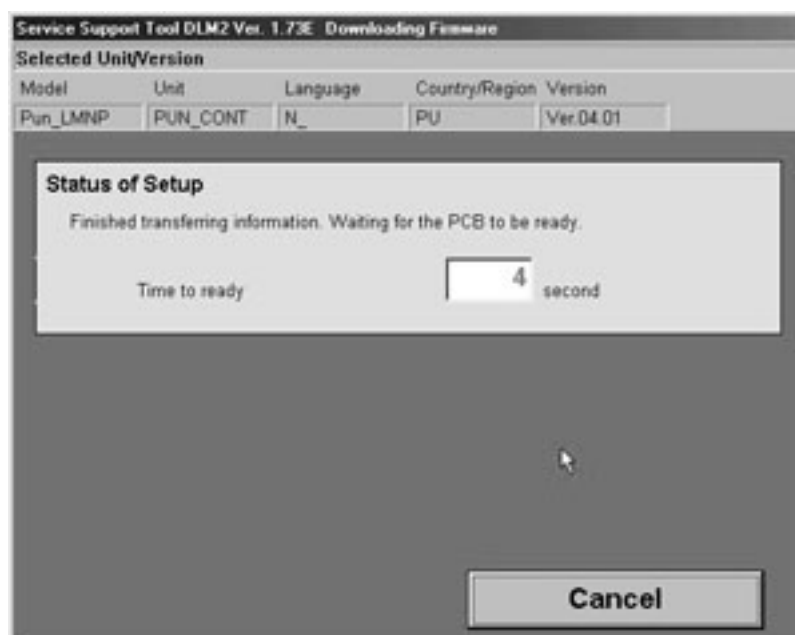 Service Support Tool DLM2 Ver. 1.73E Downloading Firmware
Selected Unit/Version
Model Unit Language Country/Region Version
Pun_LMNP PUN_CONT N_ PU Ver.04.01
Status of Setup
Finished transferring information. Waiting for the PCB to be ready.
Time to ready 4 second
Cancel